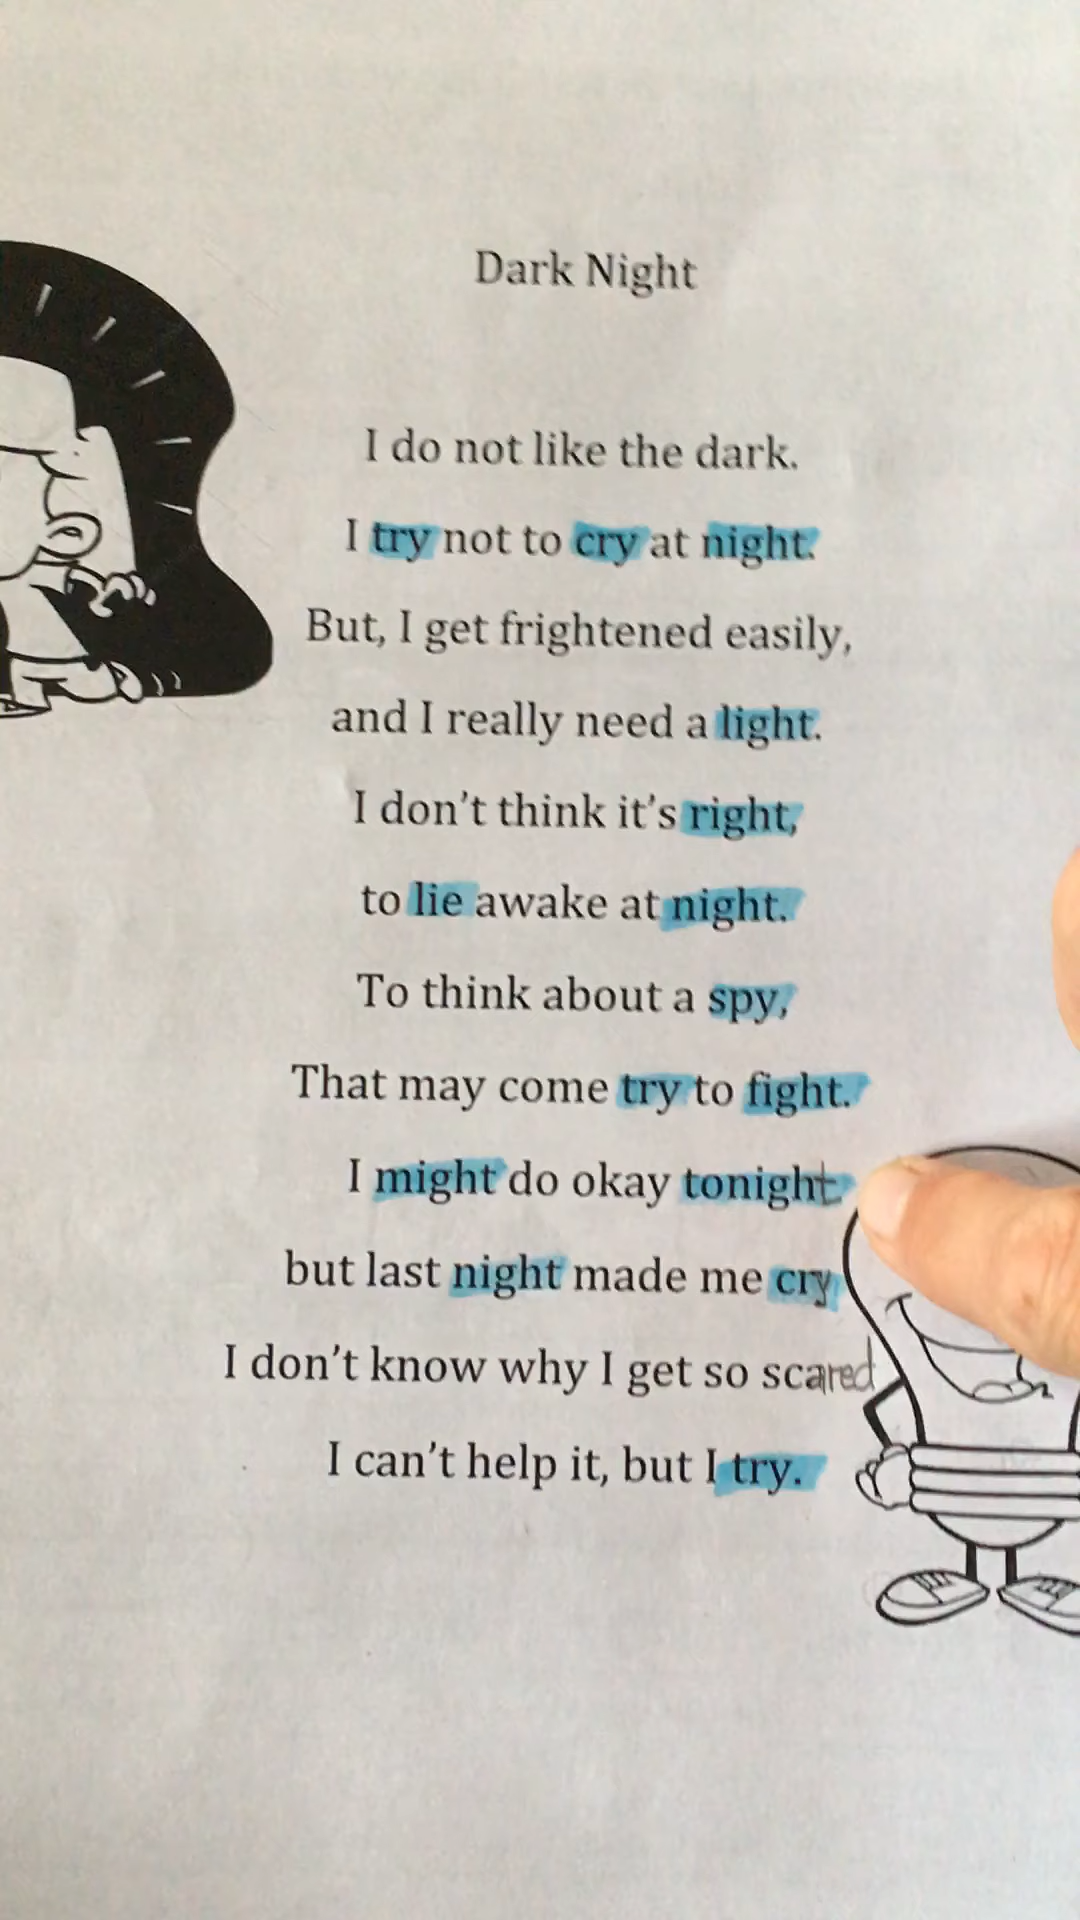 Dark Night
I do not like the dark.
I try not to cry at night.
But, I get frightened easily,
and I really need a light.
I don't think it's right,
to lie awake at night.
To think about a spy,
That may come try to fight.
I might do okay tonight.
but last night made me cry
I don't know why I get so scared
I can't help it, but I try.